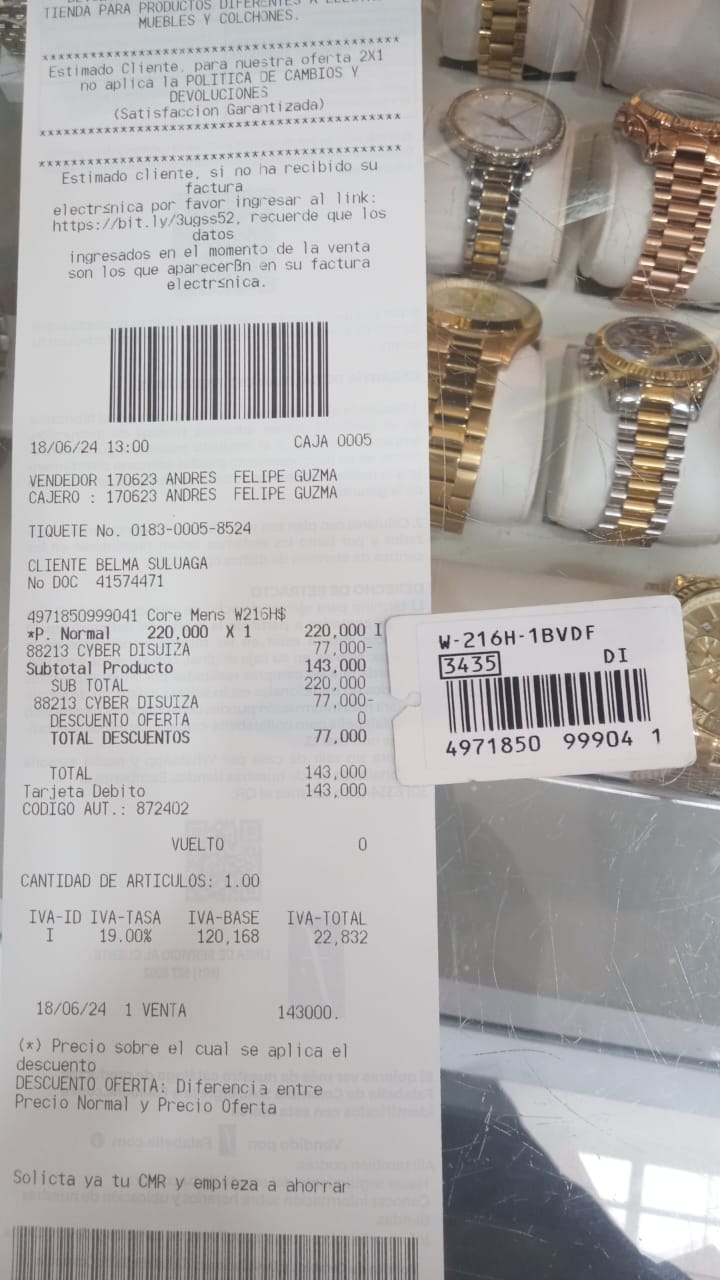 TIENDA PARA PRODUCTOS DIFERENTES A
MUEBLES Y COLCHONES.
****************************************
Estimado Cliente, para nuestra oferta 2X1
no aplica la POLITICA DE CAMBIOS Y
DEVOLUCIONES
(Satisfaccion Garantizada)
****************************************
****************************************
Estimado cliente, si no ha recibido su
factura
electr≤nica por favor ingresar al link:
https://bit.ly/3ugss52, recuerde que los
datos
ingresados en el momento de la venta
son los que aparecerßn en su factura
electr≤nica.
18/06/24 13:00 CAJA 0005
VENDEDOR 170623 ANDRES FELIPE GUZMA
CAJERO : 170623 ANDRES FELIPE GUZMA
TIQUETE No. 0183-0005-8524
CLIENTE BELMA SULUAGA
No DOC 41574471
4971850999041 Core Mens W216H$
*P. Normal 220,000 X 1 220,000 I
88213 CYBER DISUIZA 77,000-
Subtotal Producto 143,000
SUB TOTAL 220,000
88213 CYBER DISUIZA 77,000-
DESCUENTO OFERTA 0
TOTAL DESCUENTOS 77,000
TOTAL 143,000
Tarjeta Debito 143,000
CODIGO AUT.: 872402
VUELTO 0
CANTIDAD DE ARTICULOS: 1.00
IVA-ID IVA-TASA IVA-BASE IVA-TOTAL
I 19.00% 120,168 22,832
18/06/24 1 VENTA 143000.
(*) Precio sobre el cual se aplica el
descuento
DESCUENTO OFERTA: Diferencia entre
Precio Normal y Precio Oferta
Solicta ya tu CMR y empieza a ahorrar
W-216H-1BVDF
3435 DI
4971850 99904 1